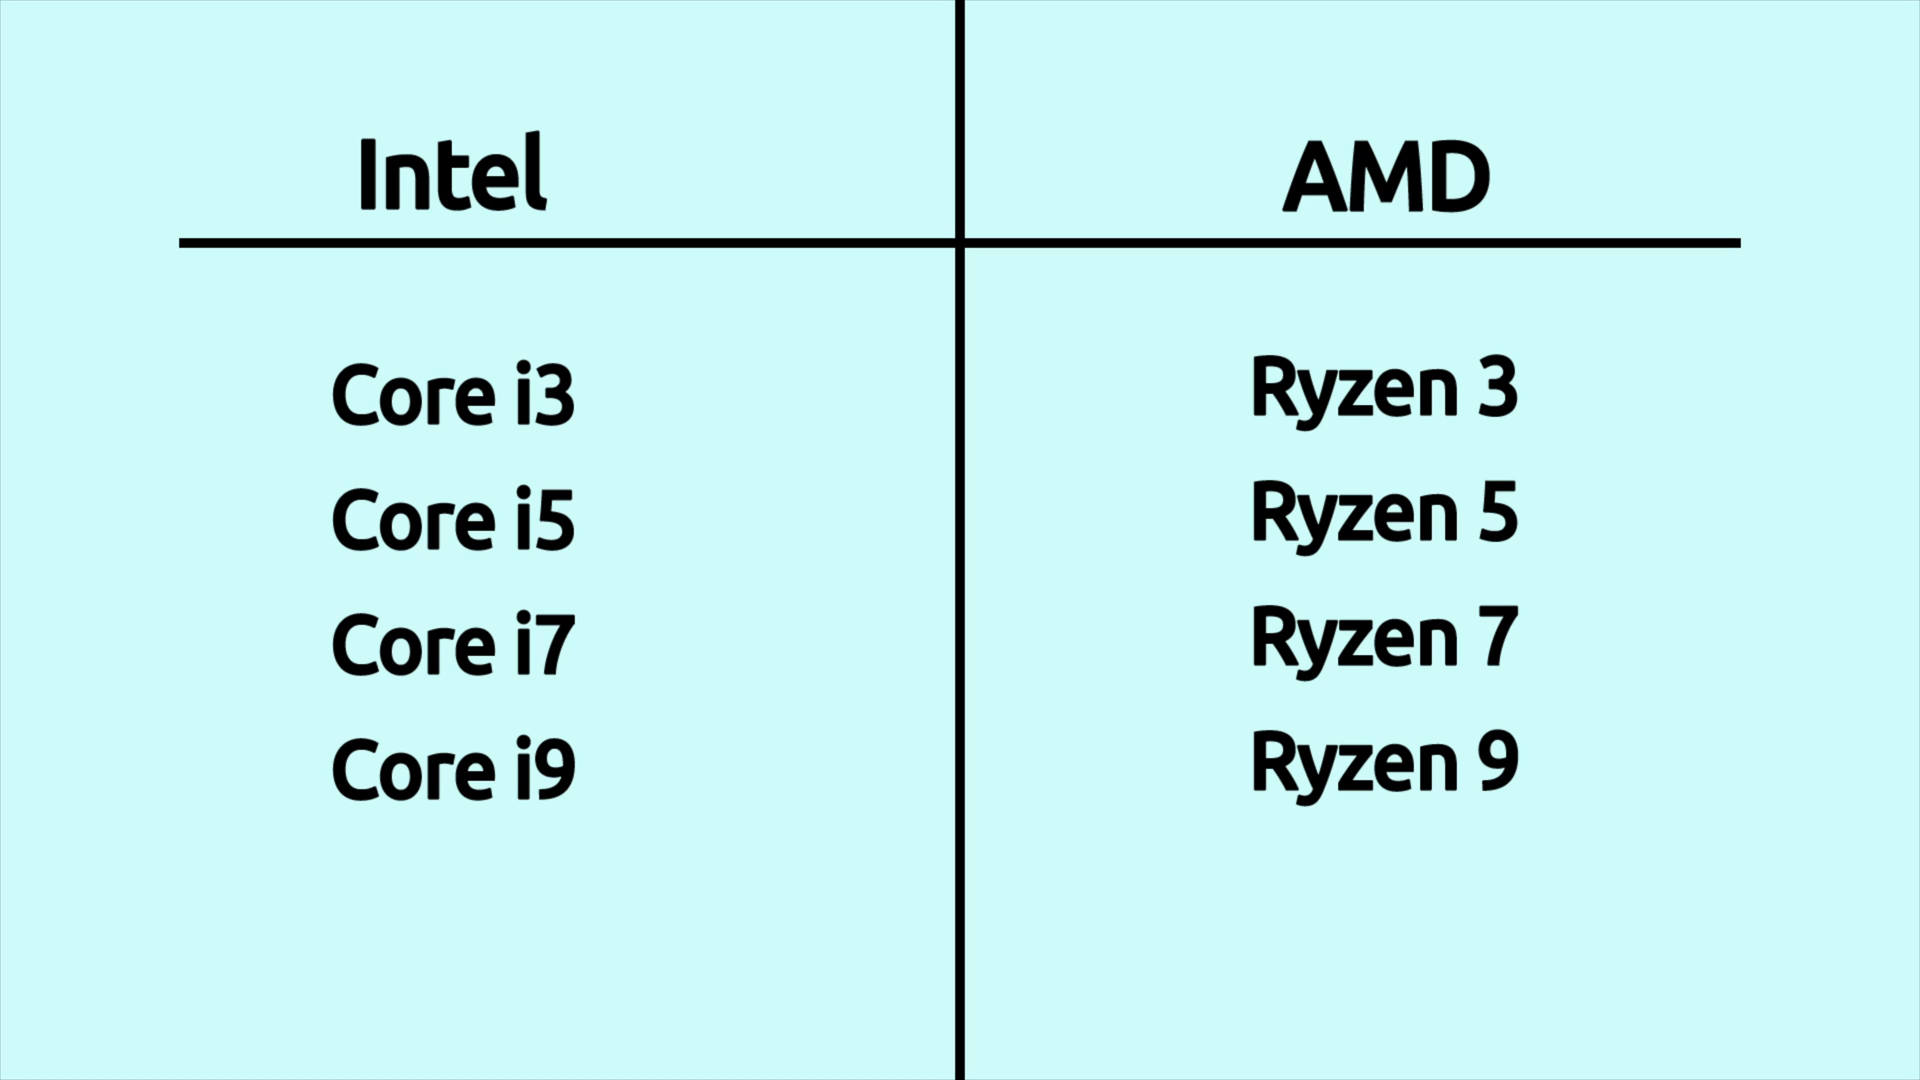 Intel
AMD
Core i3
Ryzen 3
Core i5
Ryzen 5
Core i7
Ryzen 7
Core i9
Ryzen 9